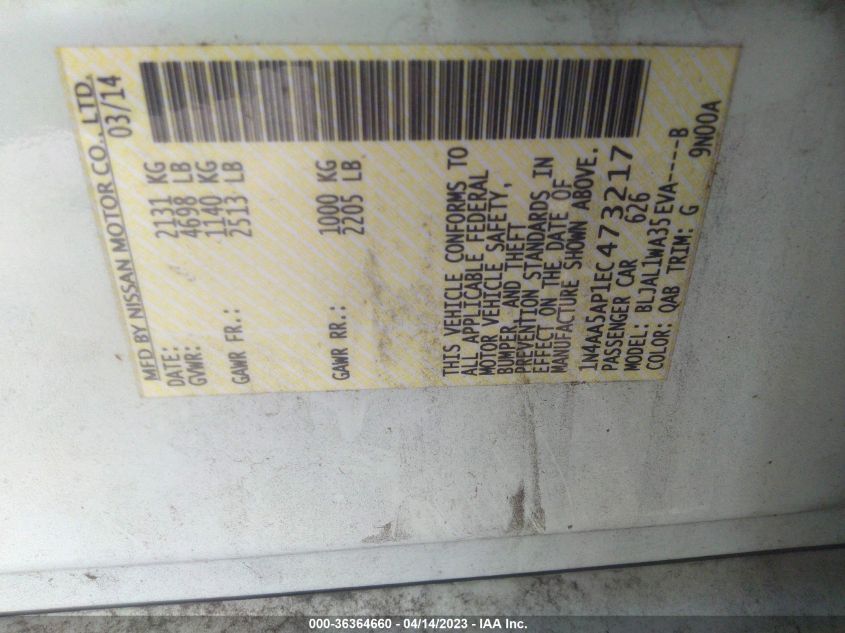 MFD BY NISSAN MOTOR CO., LTD.
DATE: 03/14
GVWR: 2131 KG
4698 LB
GAWR FR.: 1140 KG
2513 LB
GAWR RR.: 1000 KG
2205 LB
THIS VEHICLE CONFORMS TO
ALL APPLICABLE FEDERAL
MOTOR VEHICLE SAFETY,
BUMPER, AND THEFT
PREVENTION STANDARDS IN
EFFECT ON THE DATE OF
MANUFACTURE SHOWN ABOVE.
1N4AA5AP1EC473217
PASSENGER CAR 626
MODEL: BLJALIWA35EVA----B
COLOR: QAB TRIM: G 9N00A
000-36364660 - 04/14/2023 - IAA Inc.